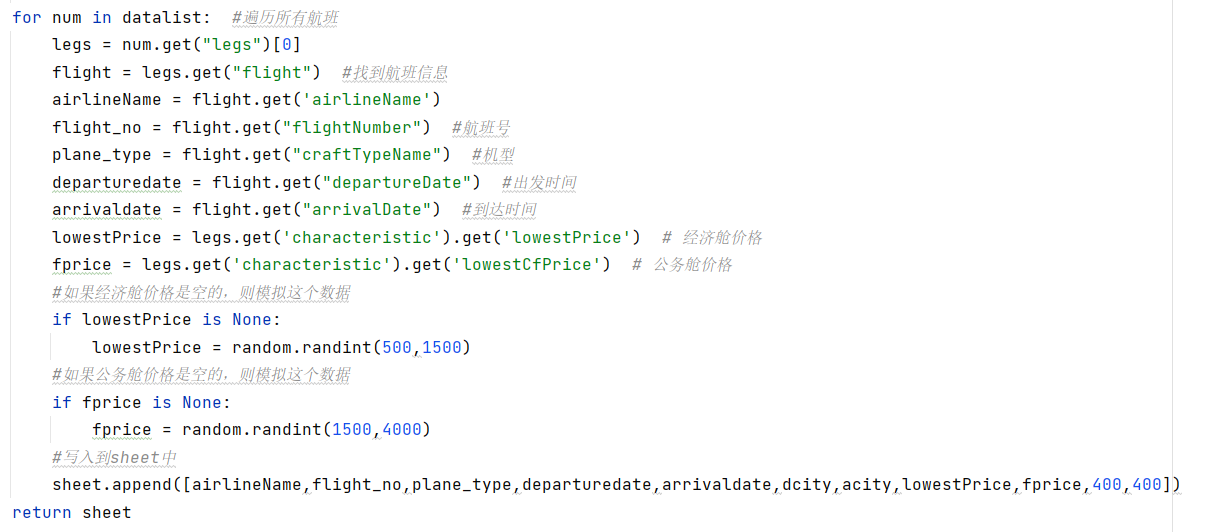 for num in datalist:  #遍历所有航班
    legs = num.get("legs")[0]
    flight = legs.get("flight")  #找到航班信息
    airlineName = flight.get('airlineName')
    flight_no = flight.get("flightNumber")  #航班号
    plane_type = flight.get("craftTypeName")  #机型
    departuredate = flight.get("departureDate")  #出发时间
    arrivaldate = flight.get("arrivalDate")  #到达时间
    lowestPrice = legs.get('characteristic').get('lowestPrice')  # 经济舱价格
    fprice = legs.get('characteristic').get('lowestCfPrice')  # 公务舱价格
    #如果经济舱价格是空的，则模拟这个数据
    if lowestPrice is None:
        lowestPrice = random.randint(500,1500)
    #如果公务舱价格是空的，则模拟这个数据
    if fprice is None:
        fprice = random.randint(1500,4000)
    #写入到sheet中
    sheet.append([airlineName,flight_no,plane_type,departuredate,arrivaldate,dcity,acity,lowestPrice,fprice,400,400])
return sheet